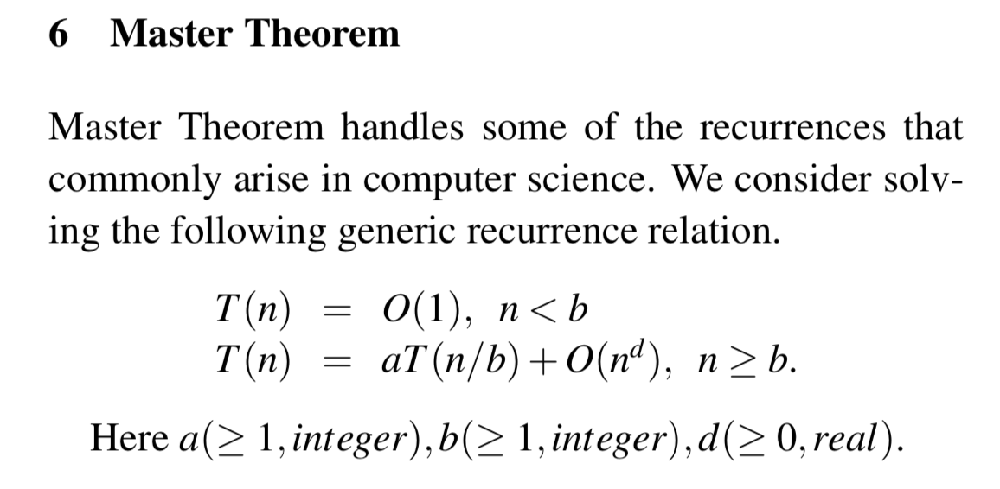 6 Master Theorem
Master Theorem handles some of the recurrences that
commonly arise in computer science. We consider solv-
ing the following generic recurrence relation.
T(n) = O(1), n < b
T(n) = aT(n/b) + O(n^d), n ≥ b.
Here a(≥ 1, integer), b(≥ 1, integer), d(≥ 0, real).